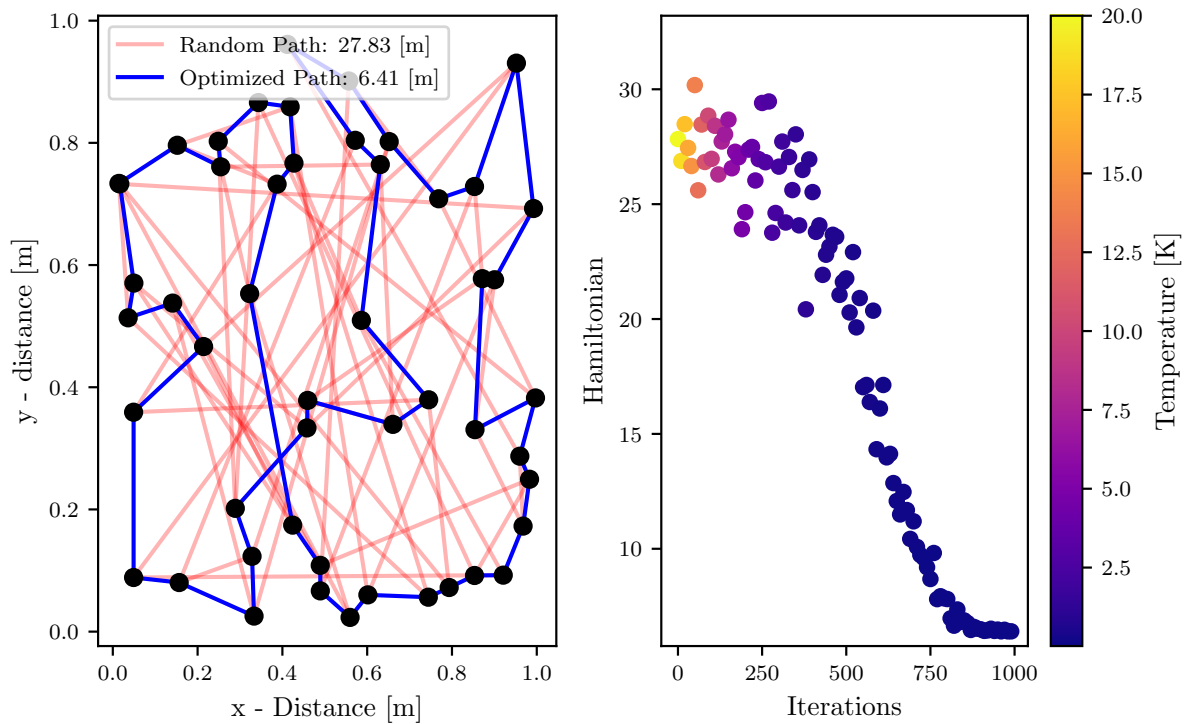 Random Path: 27.83 [m]
Optimized Path: 6.41 [m]
1.0
0.8
0.6
0.4
0.2
0.0
y - distance [m]
0.0 0.2 0.4 0.6 0.8 1.0
x - Distance [m]
30
25
20
15
10
Hamiltonian
0 250 500 750 1000
Iterations
20.0
17.5
15.0
12.5
10.0
7.5
5.0
2.5
Temperature [K]